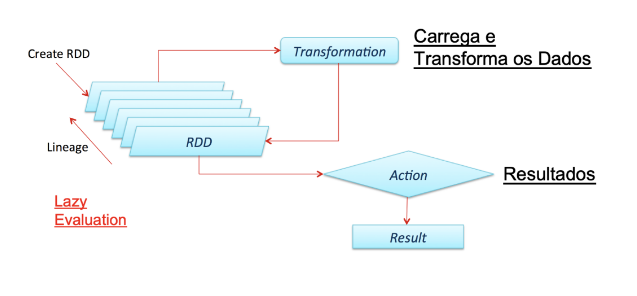 Create RDD
Transformation
Carrega e
Transforma os Dados
Lineage
RDD
Action
Resultados
Lazy
Evaluation
Result